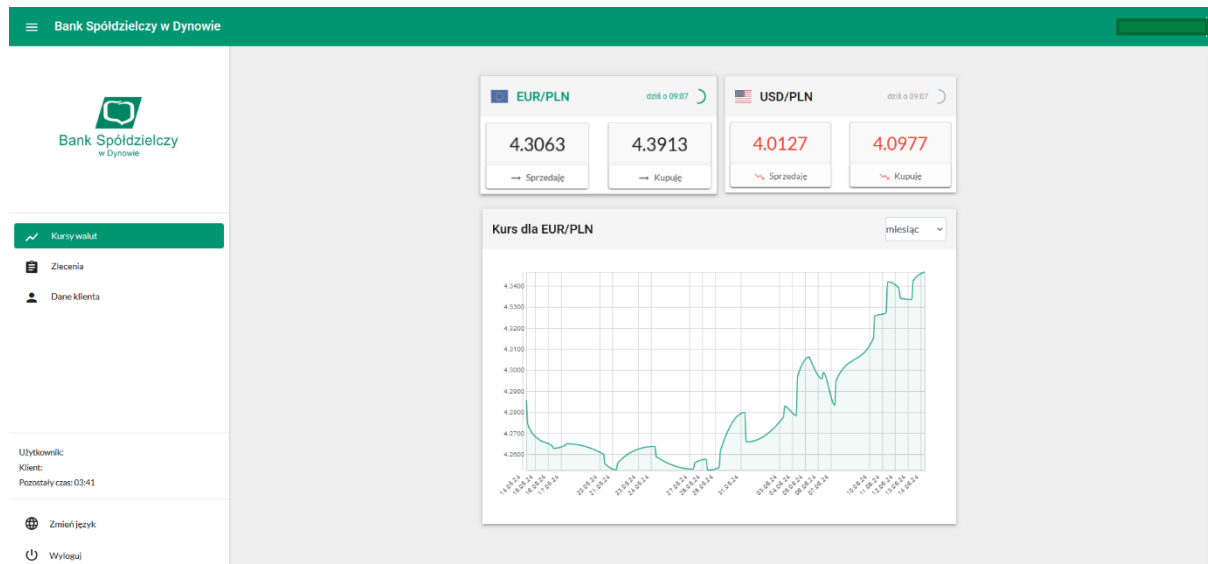 Bank Spółdzielczy w Dynowie
Bank Spółdzielczy
w Dynowie
Kursy walut
Zlecenia
Dane klienta
Użytkownik:
Klient:
Pozostały czas: 03:41
Zmień język
Wyloguj
EUR/PLN dziś o 09:07
4.3063 4.3913
Sprzedaję Kupuję
USD/PLN dziś o 09:07
4.0127 4.0977
Sprzedaję Kupuję
Kurs dla EUR/PLN miesiąc
4.3400
4.3300
4.3200
4.3100
4.3000
4.2900
4.2800
4.2700
4.2600